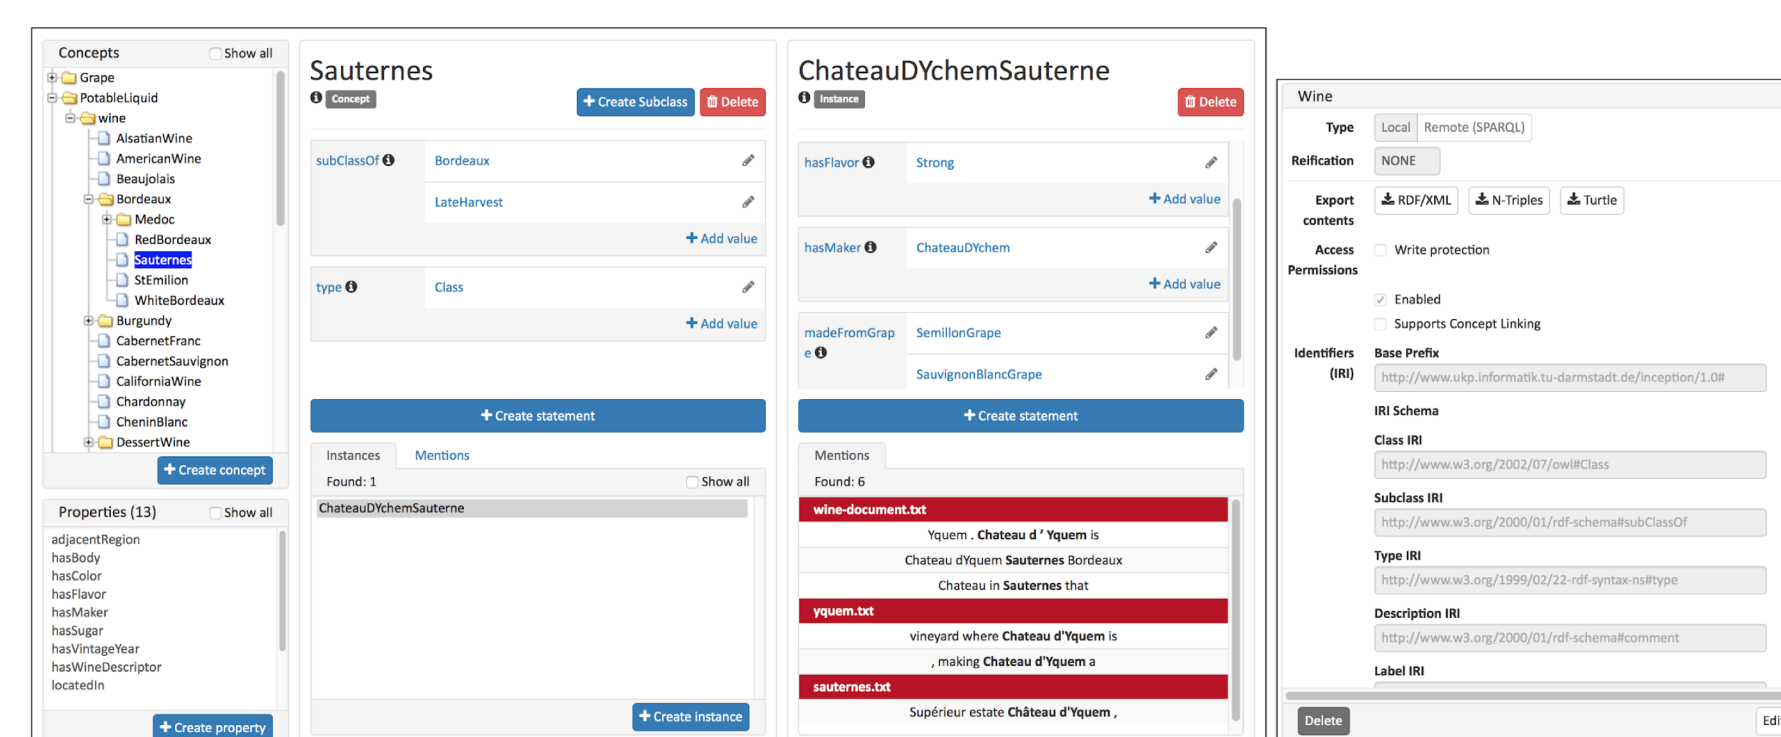 Concepts
Show all
Grape
PotableLiquid
wine
AlsatianWine
AmericanWine
Beaujolais
Bordeaux
Medoc
RedBordeaux
Sauternes
StEmilion
WhiteBordeaux
Burgundy
CabernetFranc
CabernetSauvignon
CaliforniaWine
Chardonnay
CheninBlanc
DessertWine
Create concept
Properties (13)
Show all
adjacentRegion
hasBody
hasColor
hasFlavor
hasMaker
hasSugar
hasVintageYear
hasWineDescriptor
locatedIn
Create property
Sauternes
Concept
Create Subclass
Delete
subClassOf
Bordeaux
LateHarvest
Add value
type
Class
Add value
Create statement
Instances
Mentions
Found: 1
Show all
ChateauDYchemSauterne
Create instance
ChateauDYchemSauterne
Instance
Delete
hasFlavor
Strong
Add value
hasMaker
ChateauDYchem
Add value
madeFromGrap
e
SemillonGrape
SauvignonBlancGrape
Create statement
Mentions
Found: 6
wine-document.txt
Yquem . Chateau d ’ Yquem is
Chateau dYquem Sauternes Bordeaux
Chateau in Sauternes that
yquem.txt
vineyard where Chateau d'Yquem is
, making Chateau d'Yquem a
sauternes.txt
Supérieur estate Château d'Yquem ,
Wine
Type
Local
Remote (SPARQL)
Reification
NONE
Export
contents
RDF/XML
N-Triples
Turtle
Access
Permissions
Write protection
Enabled
Supports Concept Linking
Identifiers
(IRI)
Base Prefix
http://www.ukp.informatik.tu-darmstadt.de/inception/1.0#
IRI Schema
Class IRI
http://www.w3.org/2002/07/owl#Class
Subclass IRI
http://www.w3.org/2000/01/rdf-schema#subClassOf
Type IRI
http://www.w3.org/1999/02/22-rdf-syntax-ns#type
Description IRI
http://www.w3.org/2000/01/rdf-schema#comment
Label IRI
Delete